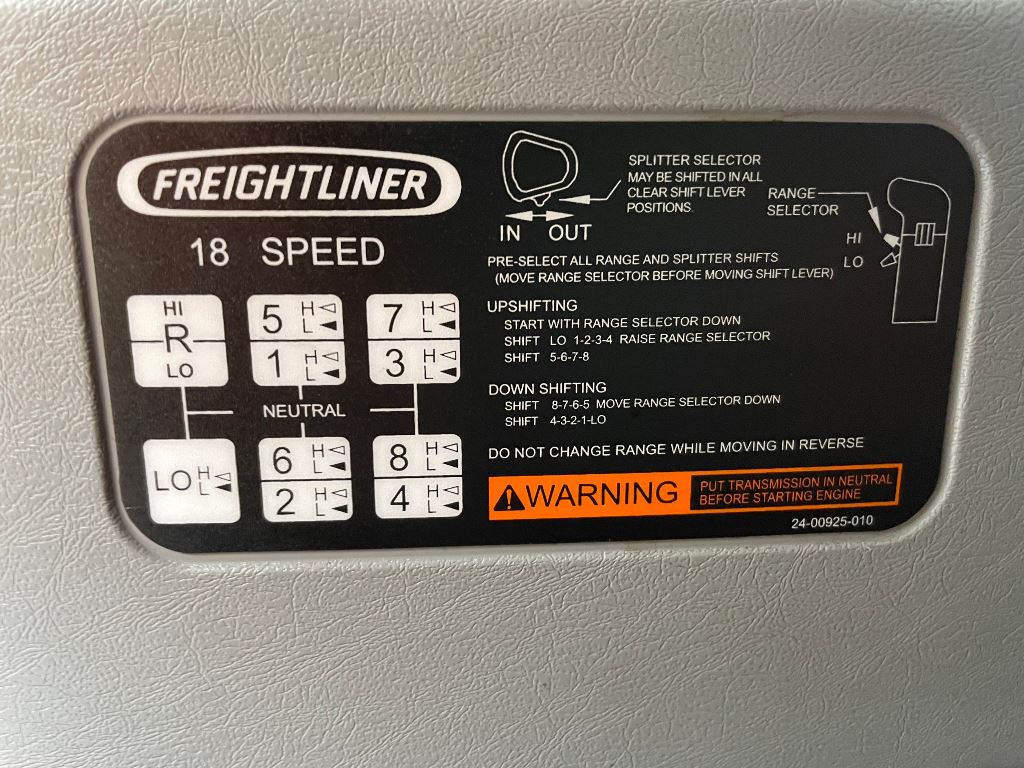 FREIGHTLINER
18 SPEED
HI
R
LO
5 H L
1 H L
7 H L
3 H L
NEUTRAL
LO H L
6 H L
2 H L
8 H L
4 H L
SPLITTER SELECTOR
MAY BE SHIFTED IN ALL
CLEAR SHIFT LEVER
POSITIONS.
IN OUT
RANGE
SELECTOR
HI
LO
PRE-SELECT ALL RANGE AND SPLITTER SHIFTS
(MOVE RANGE SELECTOR BEFORE MOVING SHIFT LEVER)
UPSHIFTING
START WITH RANGE SELECTOR DOWN
SHIFT LO 1-2-3-4 RAISE RANGE SELECTOR
SHIFT 5-6-7-8
DOWN SHIFTING
SHIFT 8-7-6-5 MOVE RANGE SELECTOR DOWN
SHIFT 4-3-2-1-LO
DO NOT CHANGE RANGE WHILE MOVING IN REVERSE
WARNING
PUT TRANSMISSION IN NEUTRAL
BEFORE STARTING ENGINE
24-00925-010